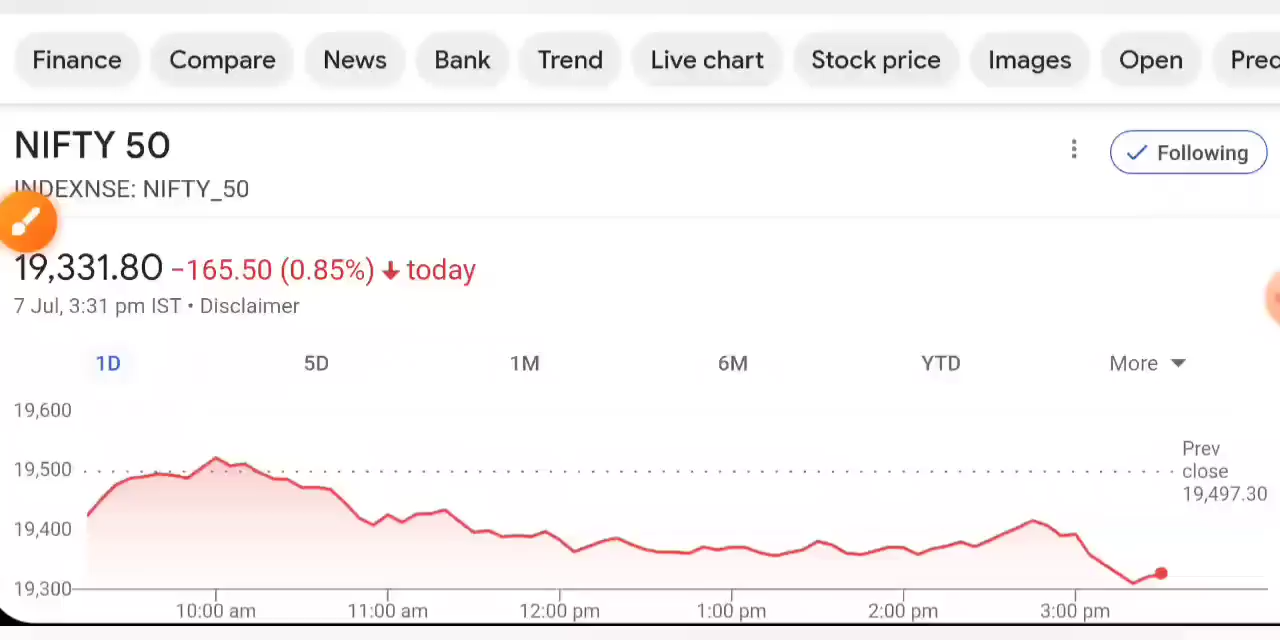 Finance Compare News Bank Trend Live chart Stock price Images Open
NIFTY 50
Following
INDEXNSE: NIFTY_50
19,331.80 −165.50 (0.85%) ↓ today
7 Jul, 3:31 pm IST • Disclaimer
1D 5D 1M 6M YTD More
19,600
19,500
19,400
19,300
Prev
close
19,497.30
10:00 am 11:00 am 12:00 pm 1:00 pm 2:00 pm 3:00 pm